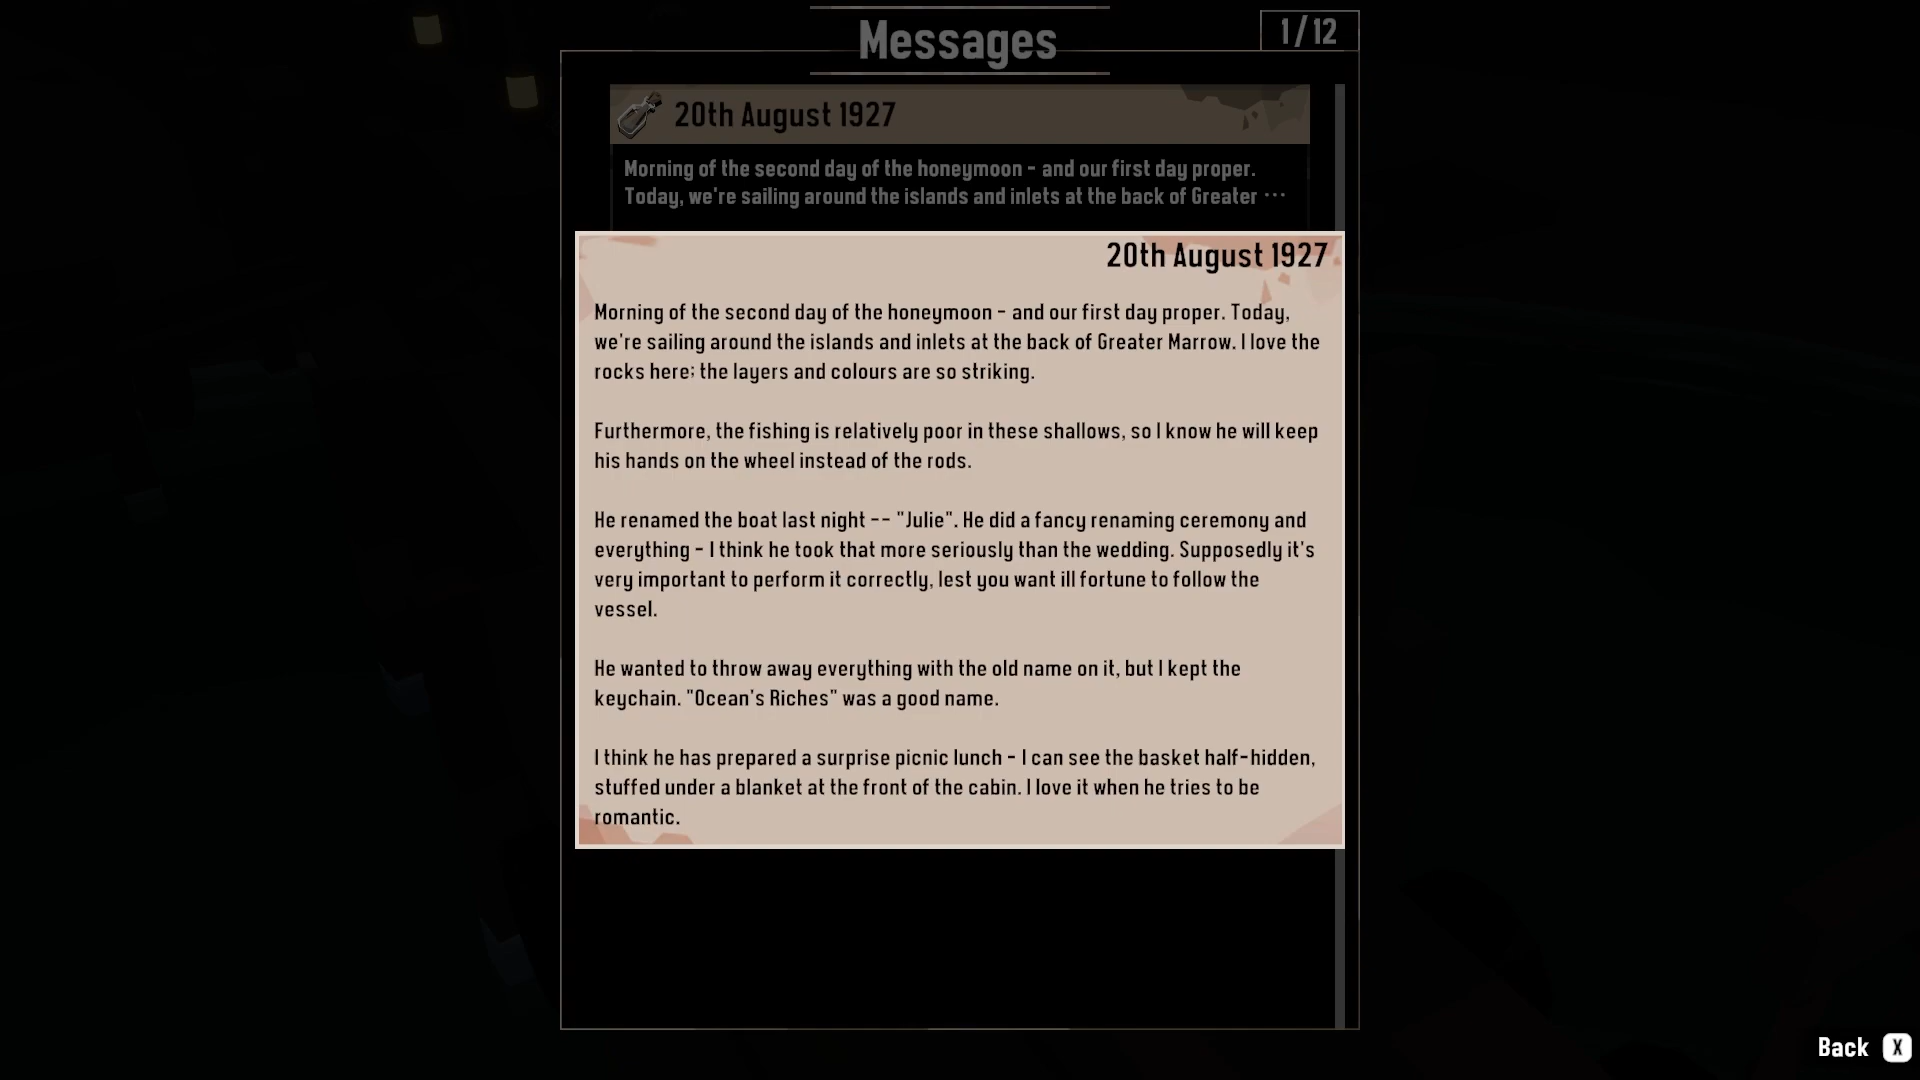 Messages
1/12
20th August 1927
Morning of the second day of the honeymoon - and our first day proper.
Today, we're sailing around the islands and inlets at the back of Greater ···
20th August 1927
Morning of the second day of the honeymoon - and our first day proper. Today,
we're sailing around the islands and inlets at the back of Greater Marrow. I love the
rocks here; the layers and colours are so striking.
Furthermore, the fishing is relatively poor in these shallows, so I know he will keep
his hands on the wheel instead of the rods.
He renamed the boat last night -- "Julie". He did a fancy renaming ceremony and
everything - I think he took that more seriously than the wedding. Supposedly it's
very important to perform it correctly, lest you want ill fortune to follow the
vessel.
He wanted to throw away everything with the old name on it, but I kept the
keychain. "Ocean's Riches" was a good name.
I think he has prepared a surprise picnic lunch - I can see the basket half-hidden,
stuffed under a blanket at the front of the cabin. I love it when he tries to be
romantic.
Back X